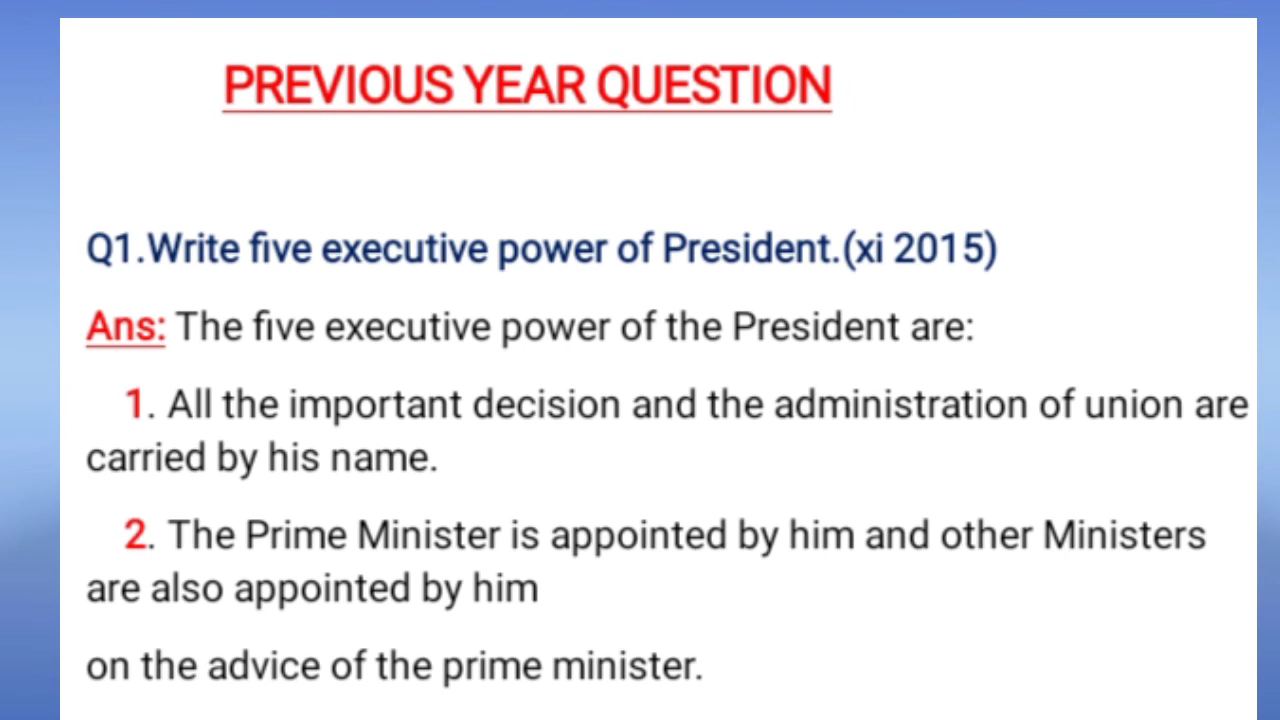 PREVIOUS YEAR QUESTION
Q1.Write five executive power of President.(xi 2015)
Ans: The five executive power of the President are:
1. All the important decision and the administration of union are
carried by his name.
2. The Prime Minister is appointed by him and other Ministers
are also appointed by him
on the advice of the prime minister.